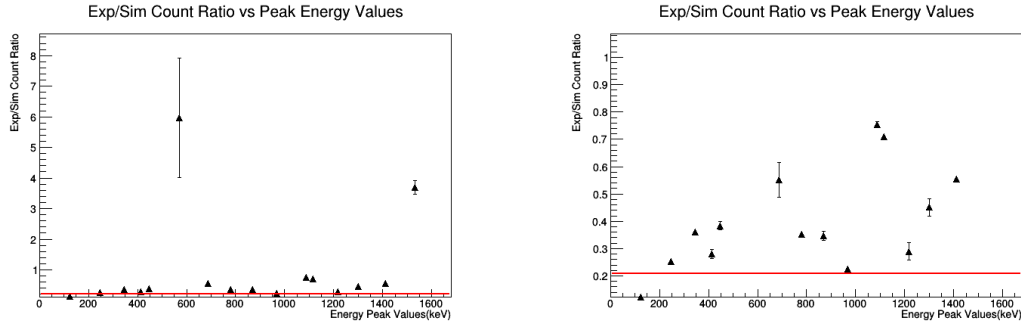 Exp/Sim Count Ratio vs Peak Energy Values
Exp/Sim Count Ratio
8
7
6
5
4
3
2
1
0 200 400 600 800 1000 1200 1400 1600
Energy Peak Values(keV)
Exp/Sim Count Ratio vs Peak Energy Values
Exp/Sim Count Ratio
1
0.9
0.8
0.7
0.6
0.5
0.4
0.3
0.2
0 200 400 600 800 1000 1200 1400 1600
Energy Peak Values(keV)